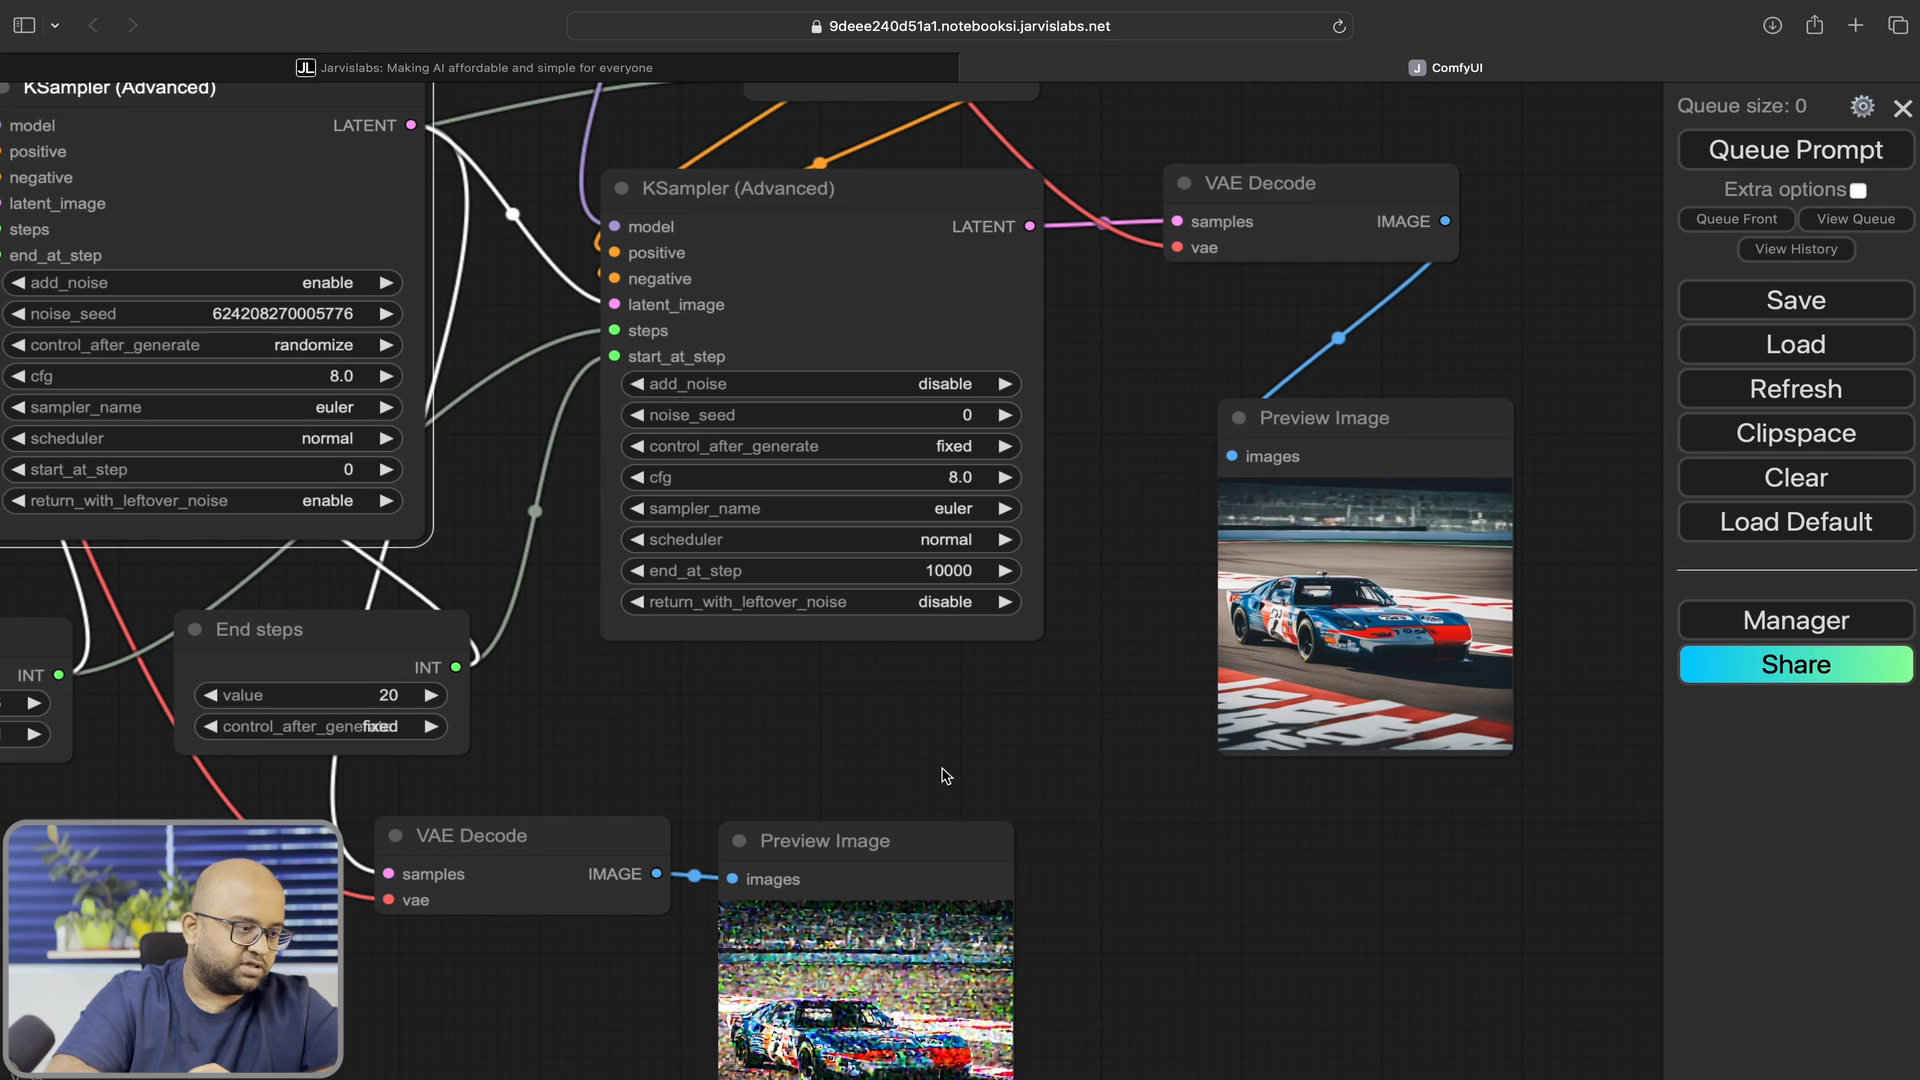 9deee240d51a1.notebooksi.jarvislabs.net
JL Jarvislabs: Making AI affordable and simple for everyone
J ComfyUI
KSampler (Advanced)
model LATENT
positive
negative
latent_image
steps
end_at_step
add_noise enable
noise_seed 624208270005776
control_after_generate randomize
cfg 8.0
sampler_name euler
scheduler normal
start_at_step 0
return_with_leftover_noise enable
KSampler (Advanced)
model LATENT
positive
negative
latent_image
steps
start_at_step
add_noise disable
noise_seed 0
control_after_generate fixed
cfg 8.0
sampler_name euler
scheduler normal
end_at_step 10000
return_with_leftover_noise disable
VAE Decode
samples IMAGE
vae
Preview Image
images
INT
End steps
INT
value 20
control_after_generate fixed
VAE Decode
samples IMAGE
vae
Preview Image
images
Queue size: 0
Queue Prompt
Extra options
Queue Front View Queue
View History
Save
Load
Refresh
Clipspace
Clear
Load Default
Manager
Share